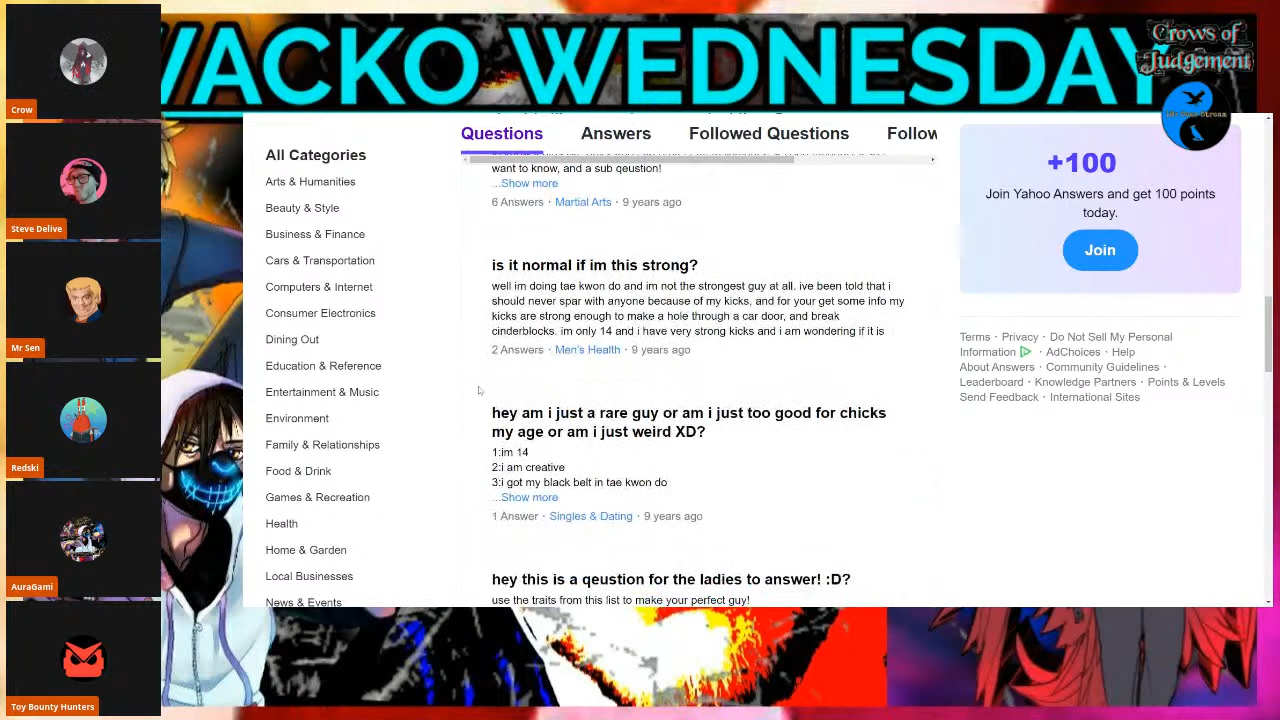 WACKO WEDNESDAY
Crows of
Judgement
Crow
Steve Delive
Mr Sen
Redski
AuraGami
Toy Bounty Hunters
All Categories
Arts & Humanities
Beauty & Style
Business & Finance
Cars & Transportation
Computers & Internet
Consumer Electronics
Dining Out
Education & Reference
Entertainment & Music
Environment
Family & Relationships
Food & Drink
Games & Recreation
Health
Home & Garden
Local Businesses
News & Events
Questions Answers Followed Questions Follow
want to know, and a sub qeustion!
...Show more
6 Answers · Martial Arts · 9 years ago
is it normal if im this strong?
well im doing tae kwon do and im not the strongest guy at all. ive been told that i
should never spar with anyone because of my kicks, and for your get some info my
kicks are strong enough to make a hole through a car door, and break
cinderblocks. im only 14 and i have very strong kicks and i am wondering if it is
2 Answers · Men's Health · 9 years ago
hey am i just a rare guy or am i just too good for chicks
my age or am i just weird XD?
1:im 14
2:i am creative
3:i got my black belt in tae kwon do
...Show more
1 Answer · Singles & Dating · 9 years ago
hey this is a qeustion for the ladies to answer! :D?
use the traits from this list to make your perfect guy!
+100
Join Yahoo Answers and get 100 points
today.
Join
Terms · Privacy · Do Not Sell My Personal
Information · AdChoices · Help
About Answers · Community Guidelines ·
Leaderboard · Knowledge Partners · Points & Levels
Send Feedback · International Sites